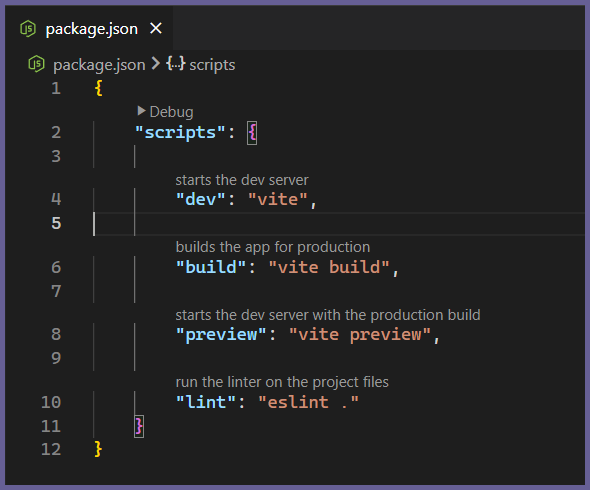 package.json
package.json > {..} scripts
1 {
Debug
2 "scripts": {
3
starts the dev server
4 "dev": "vite",
5
builds the app for production
6 "build": "vite build",
7
starts the dev server with the production build
8 "preview": "vite preview",
9
run the linter on the project files
10 "lint": "eslint ."
11 }
12 }